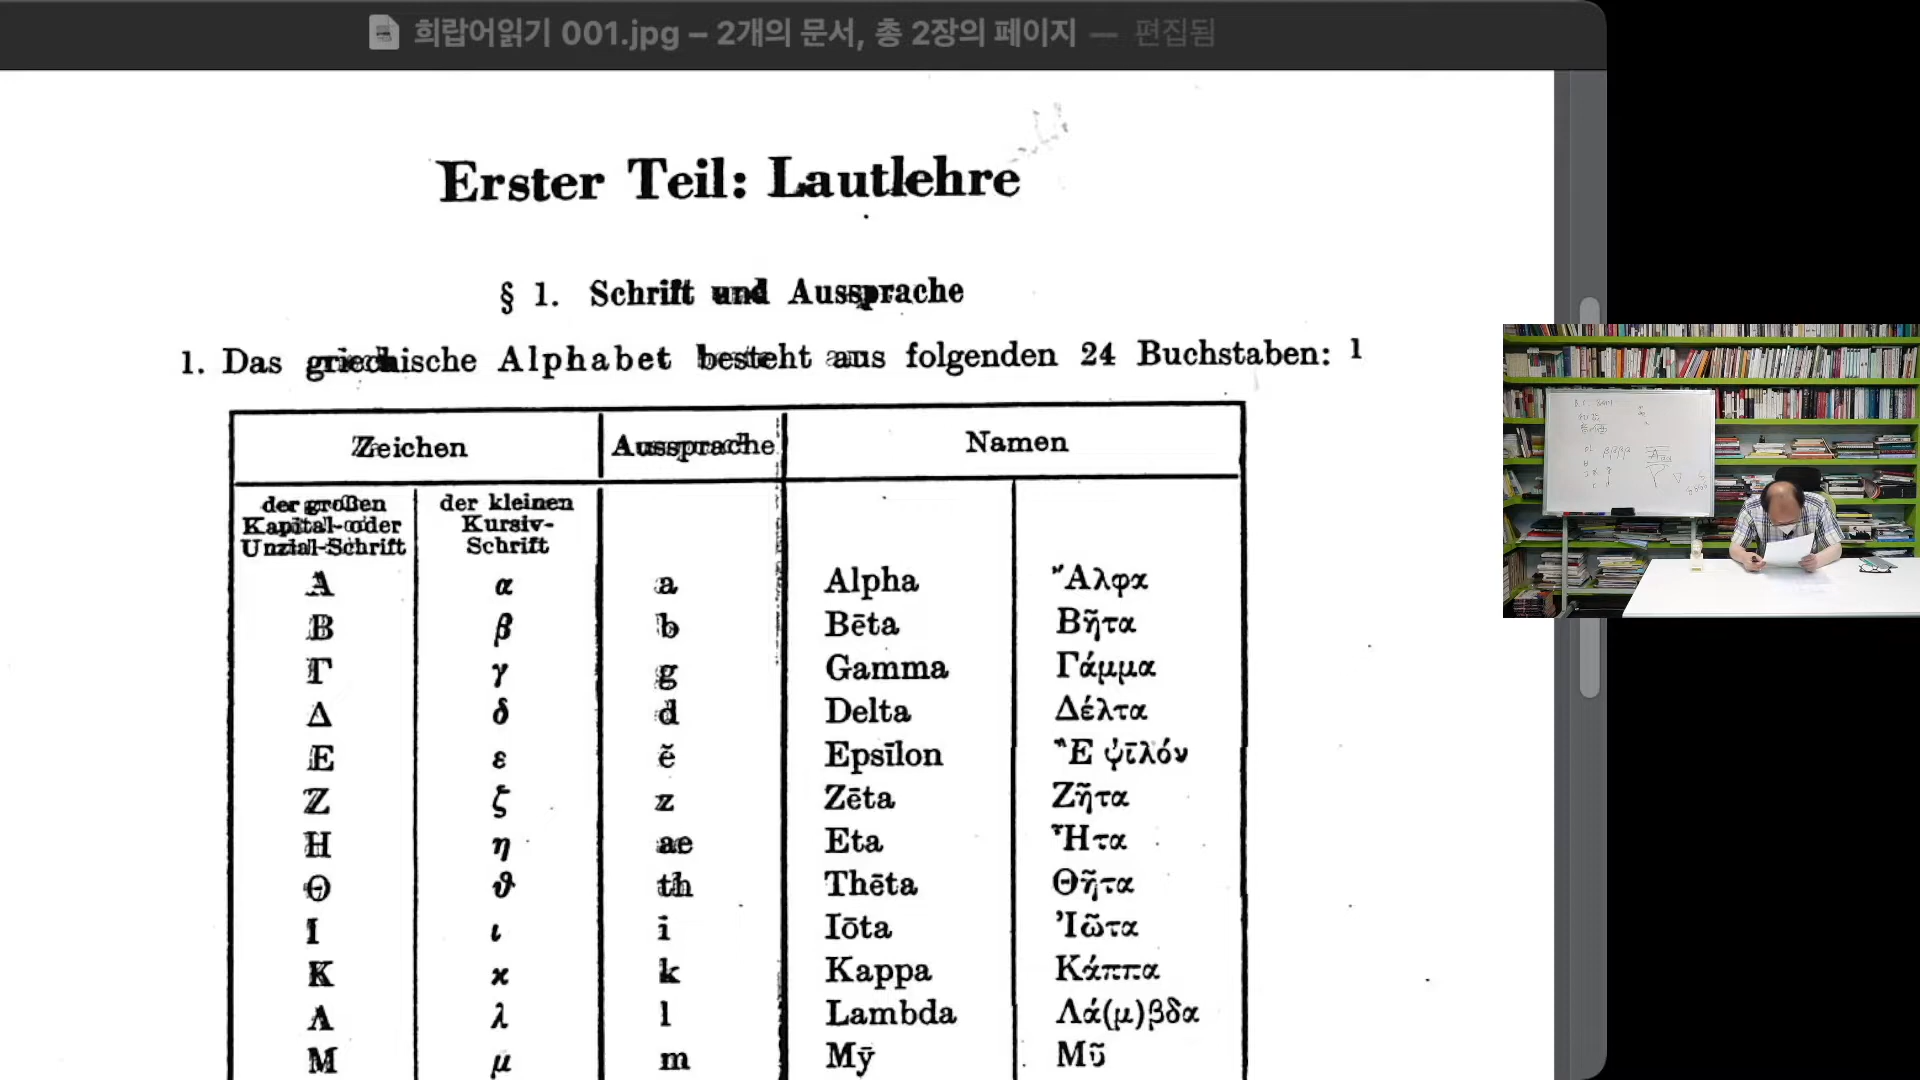 희랍어읽기 001.jpg – 2개의 문서, 총 2장의 페이지 — 편집됨
Erster Teil: Lautlehre
§ 1. Schrift und Aussprache
1. Das griechische Alphabet besteht aus folgenden 24 Buchstaben: 1
Zeichen Aussprache Namen
der großen Kapital- oder Unzial-Schrift
der kleinen Kursiv-Schrift
Α α a Alpha Ἄλφα
Β β b Bēta Βῆτα
Γ γ g Gamma Γάμμα
Δ δ d Delta Δέλτα
Ε ε ĕ Epsīlon Ἒ ψῑλόν
Ζ ζ z Zēta Ζῆτα
Η η ae Eta Ἦτα
Θ ϑ th Thēta Θῆτα
Ι ι i Iōta Ἰῶτα
Κ ϰ k Kappa Κάππα
Λ λ l Lambda Λά(μ)βδα
Μ μ m Mȳ Μῦ